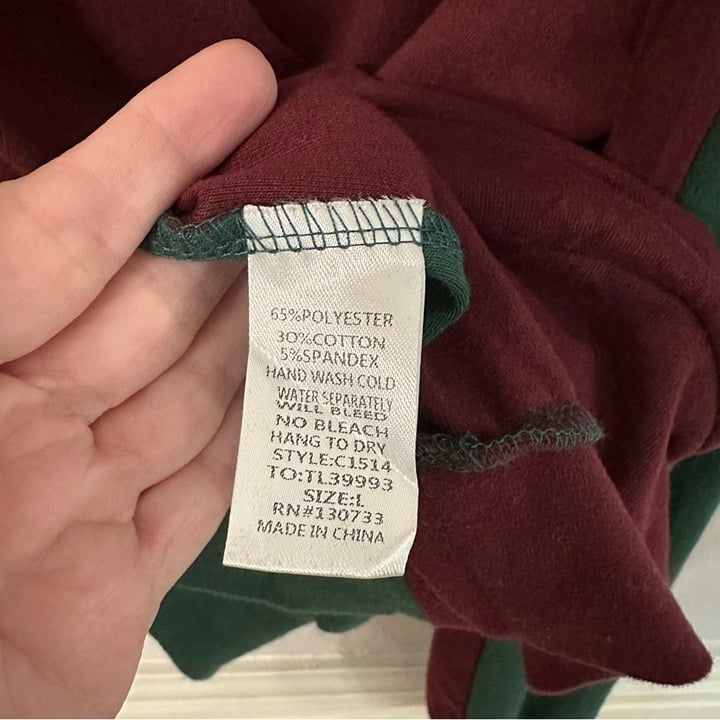 65%POLYESTER
30%COTTON
5%SPANDEX
HAND WASH COLD
WATER SEPARATELY
WILL BLEED
NO BLEACH
HANG TO DRY
STYLE:C1514
TO:TL39993
SIZE:L
RN#130733
MADE IN CHINA